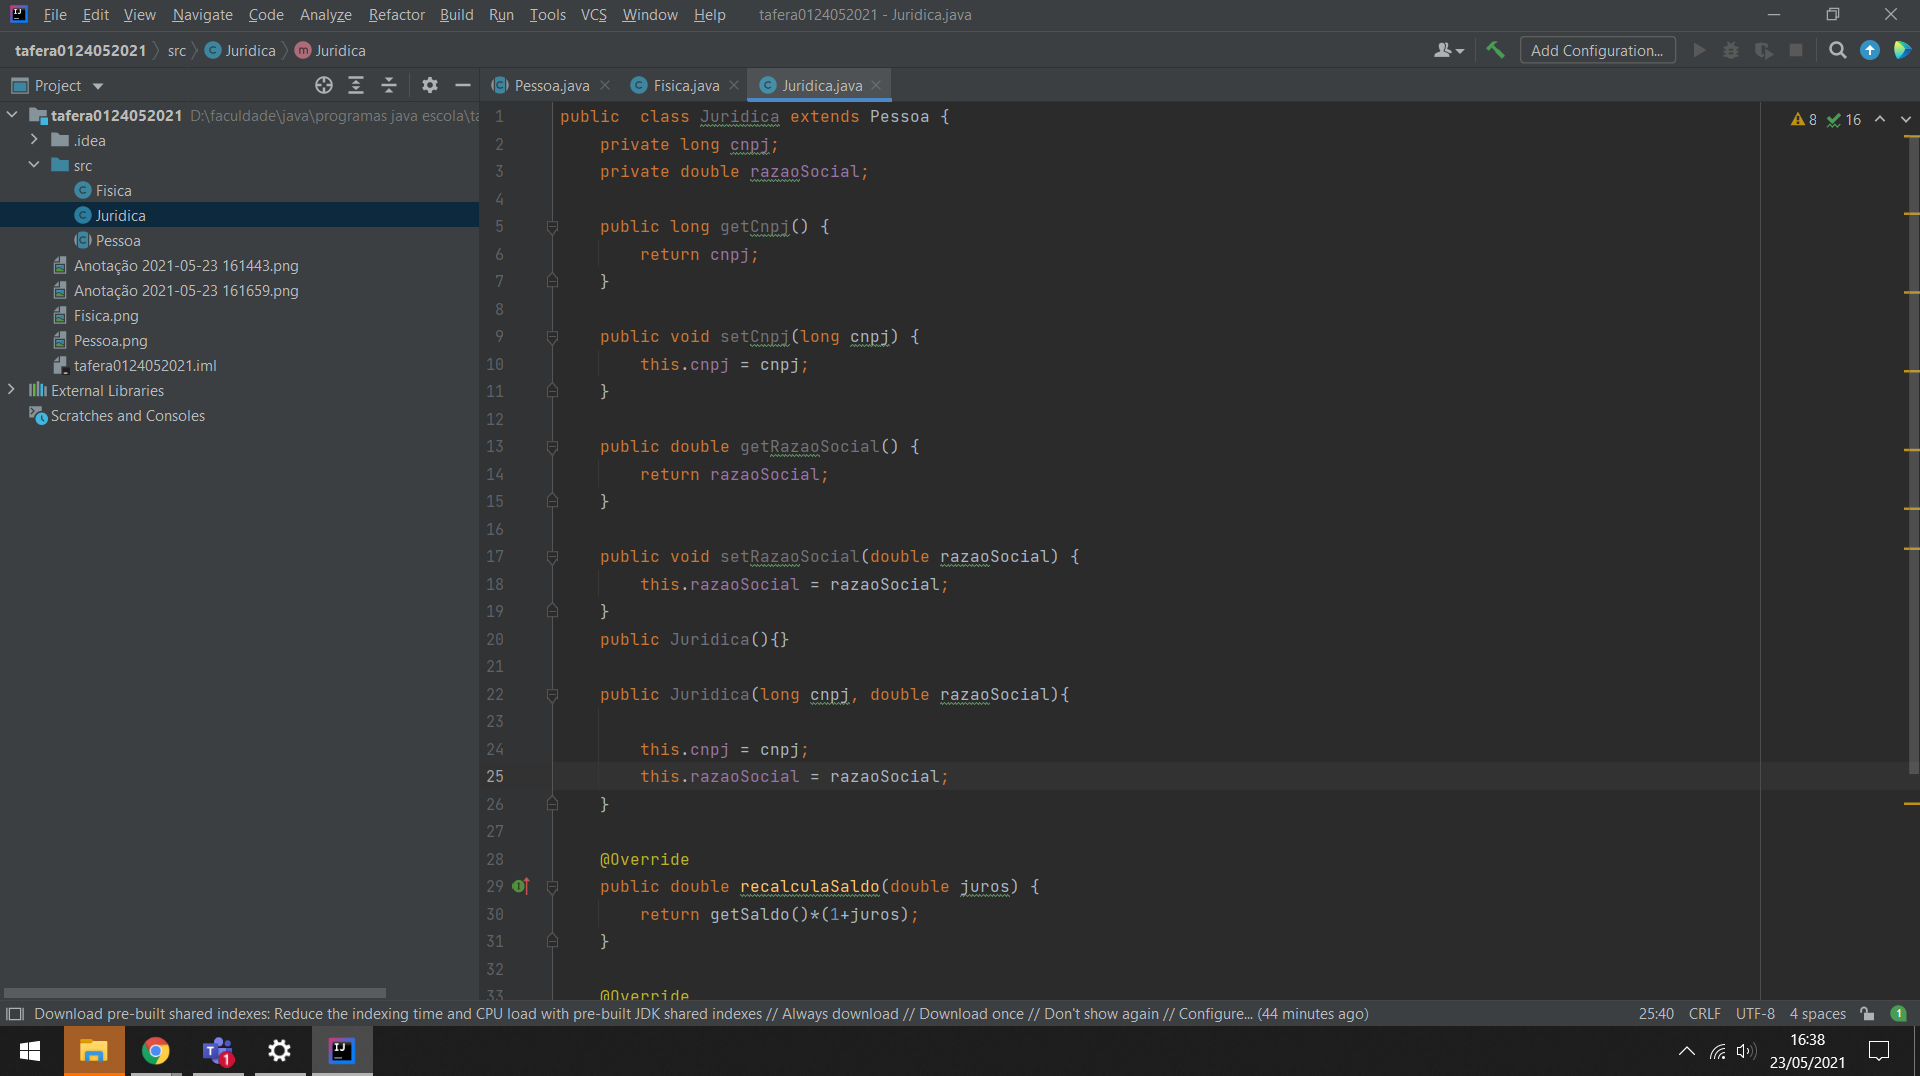 File Edit View Navigate Code Analyze Refactor Build Run Tools VCS Window Help tafera0124052021 - Juridica.java
tafera0124052021 src Juridica Juridica Add Configuration...
Project
Pessoa.java Fisica.java Juridica.java
tafera0124052021 D:\faculdade\java\programas java escola\ta
.idea
src
Fisica
Juridica
Pessoa
Anotação 2021-05-23 161443.png
Anotação 2021-05-23 161659.png
Fisica.png
Pessoa.png
tafera0124052021.iml
External Libraries
Scratches and Consoles
8 16
1 public  class Juridica extends Pessoa {
2 private long cnpj;
3 private double razaoSocial;
4
5 public long getCnpj() {
6 return cnpj;
7 }
8
9 public void setCnpj(long cnpj) {
10 this.cnpj = cnpj;
11 }
12
13 public double getRazaoSocial() {
14 return razaoSocial;
15 }
16
17 public void setRazaoSocial(double razaoSocial) {
18 this.razaoSocial = razaoSocial;
19 }
20 public Juridica(){}
21
22 public Juridica(long cnpj, double razaoSocial){
23
24 this.cnpj = cnpj;
25 this.razaoSocial = razaoSocial;
26 }
27
28 @Override
29 public double recalculaSaldo(double juros) {
30 return getSaldo()*(1+juros);
31 }
32
33 @Override
Download pre-built shared indexes: Reduce the indexing time and CPU load with pre-built JDK shared indexes // Always download // Download once // Don't show again // Configure... (44 minutes ago) 25:40 CRLF UTF-8 4 spaces 1
1
16:38
23/05/2021